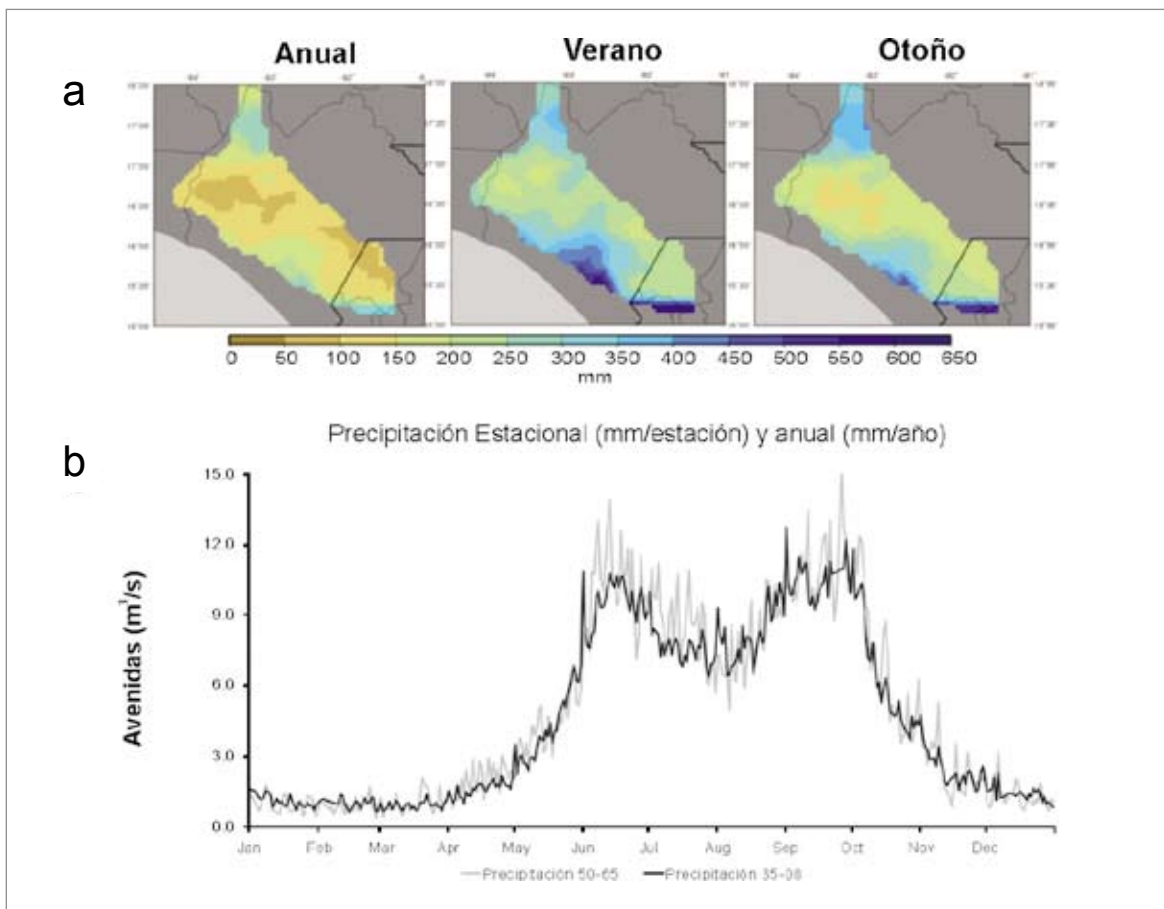 Anual Verano Otoño
a
0 50 100 150 200 250 300 350 400 450 500 550 600 650
mm
Precipitación Estacional (mm/estación) y anual (mm/año)
b
Avenidas (m³/s)
15.0
12.0
9.0
6.0
3.0
0.0
Jan Feb Mar Apr May Jun Jul Aug Sep Oct Nov Dec
Precipitación 50-65 Precipitación 35-08